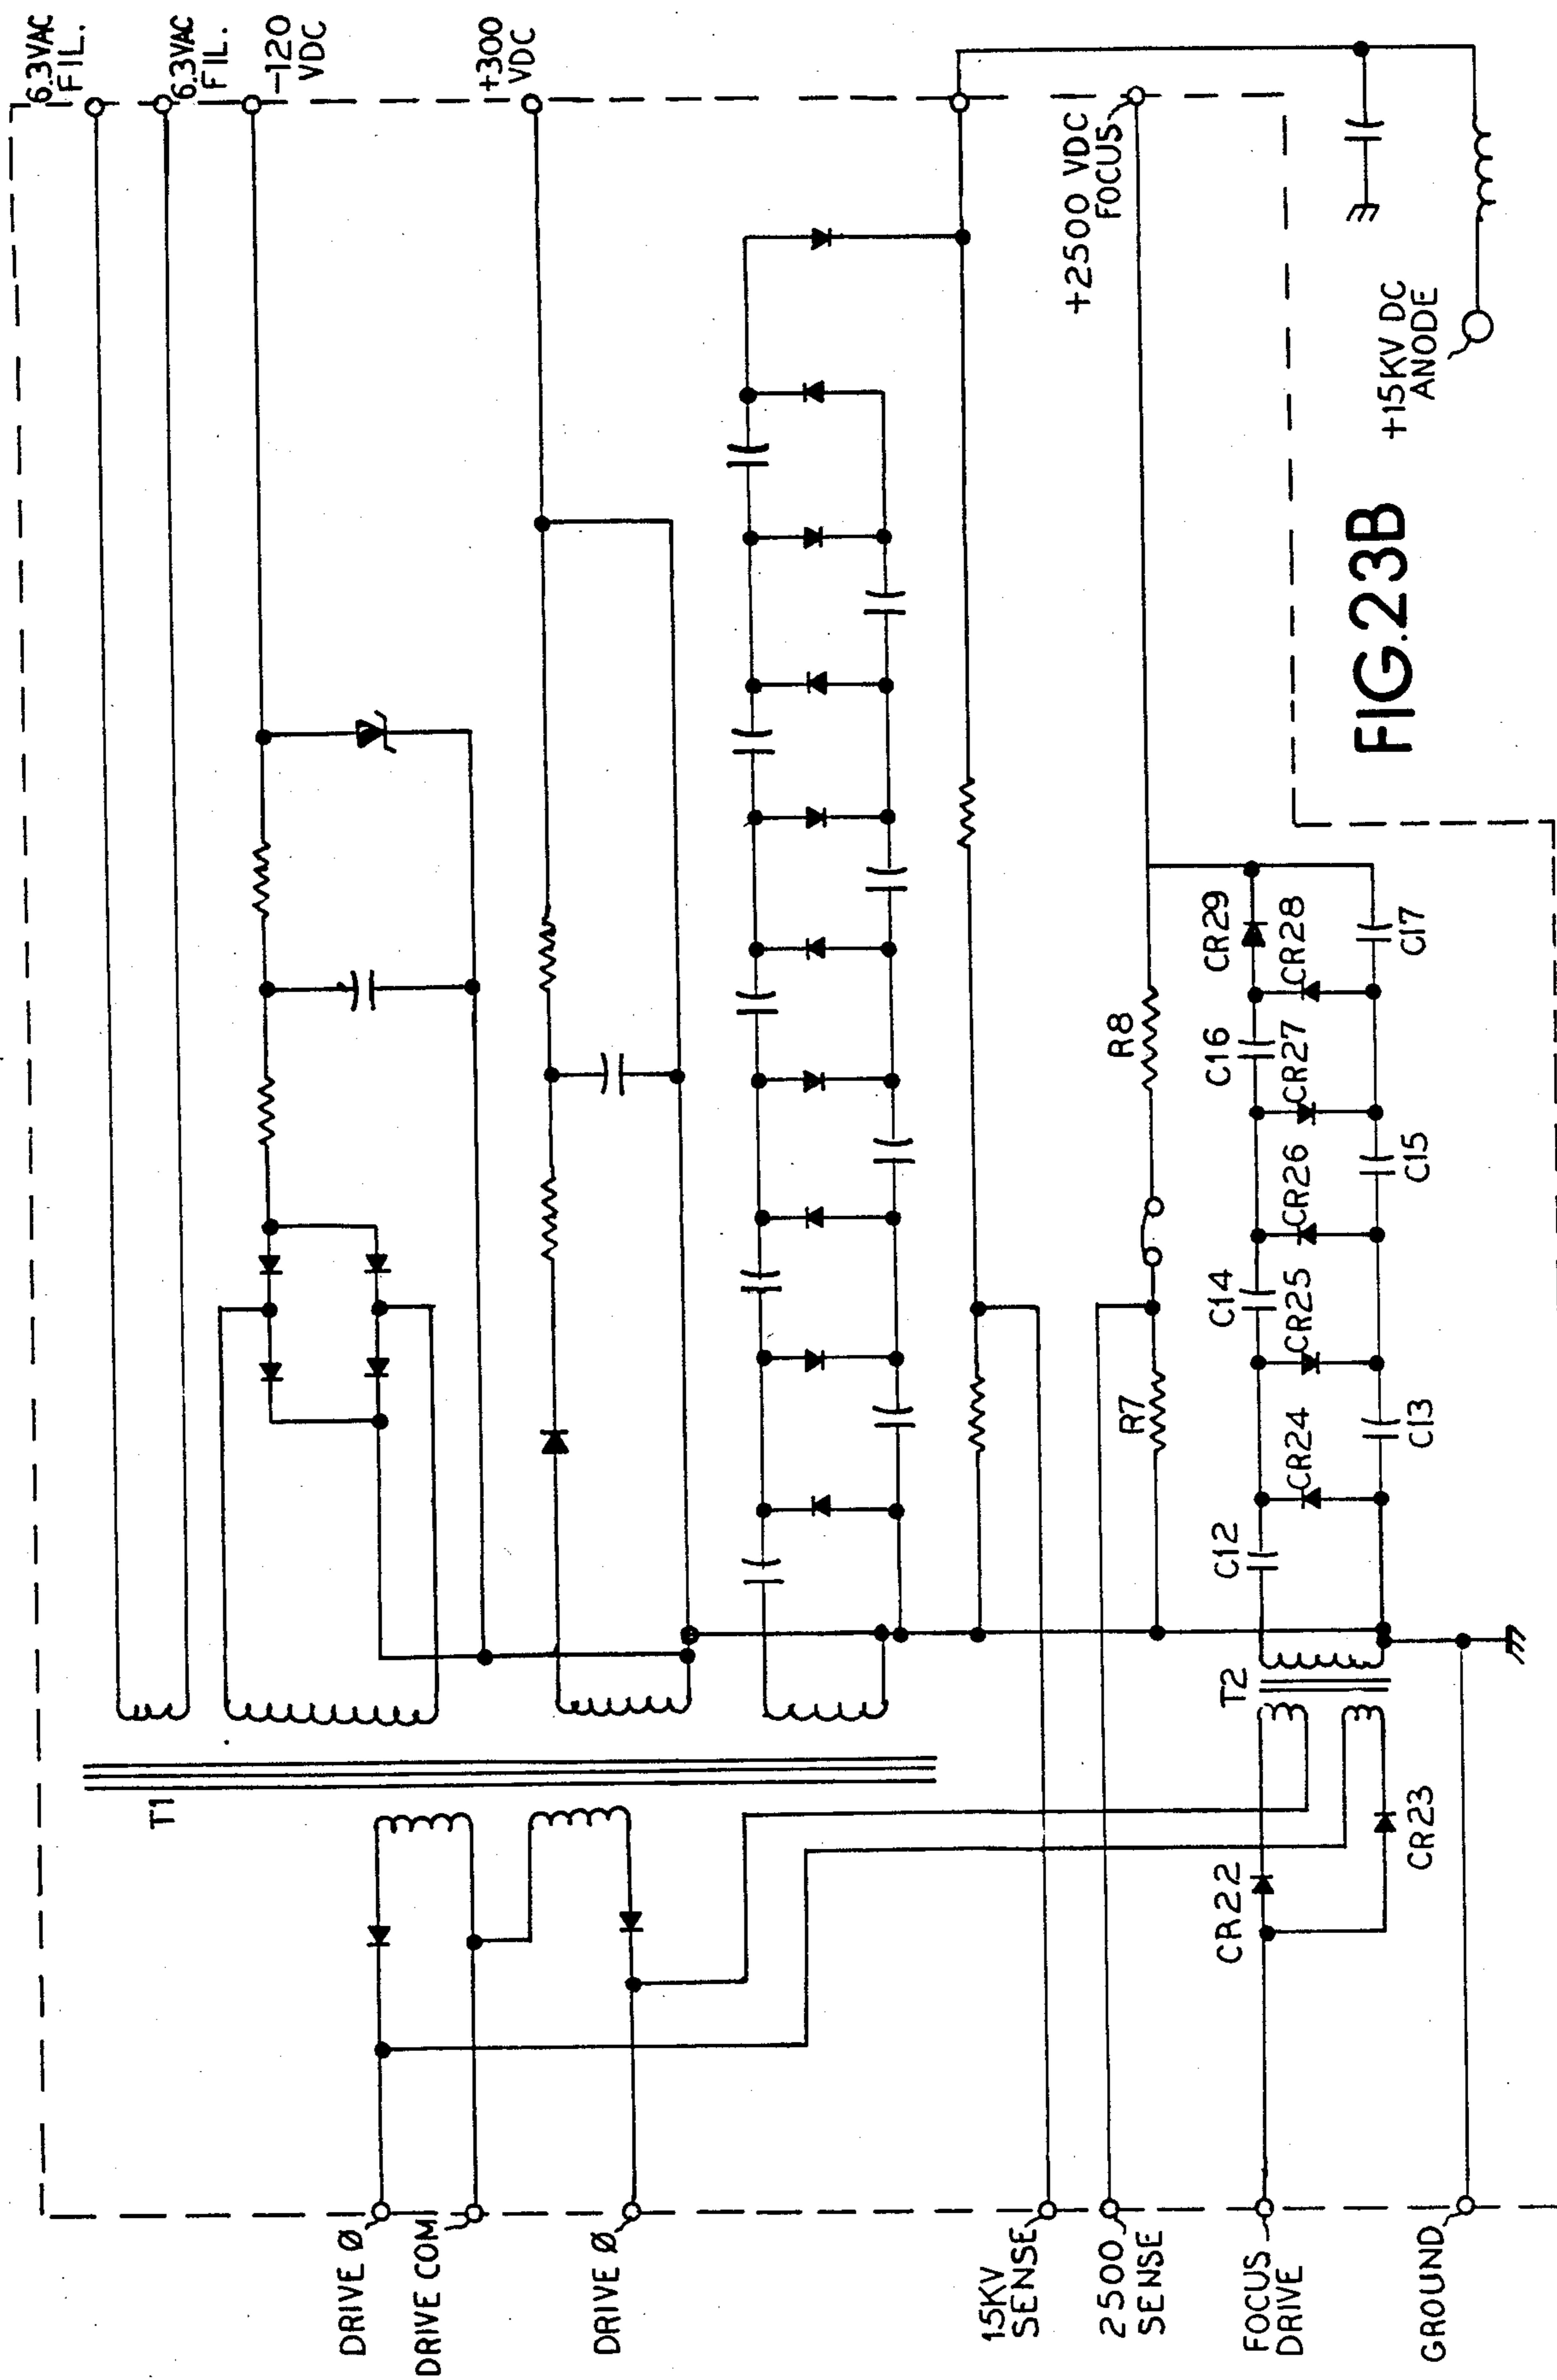 6.3VAC
FIL.
6.3VAC
FIL.
-120
VDC
+300
VDC
+2500 VDC
FOCUS
+15KV DC
ANODE
FIG.23B
T1
R8
R7
CR29
CR28
C17
C16
CR27
CR26
C15
C14
CR25
CR24
C13
C12
T2
CR22
CR23
DRIVE Ø
DRIVE COM
DRIVE Ø
15KV
SENSE
2500
SENSE
FOCUS
DRIVE
GROUND